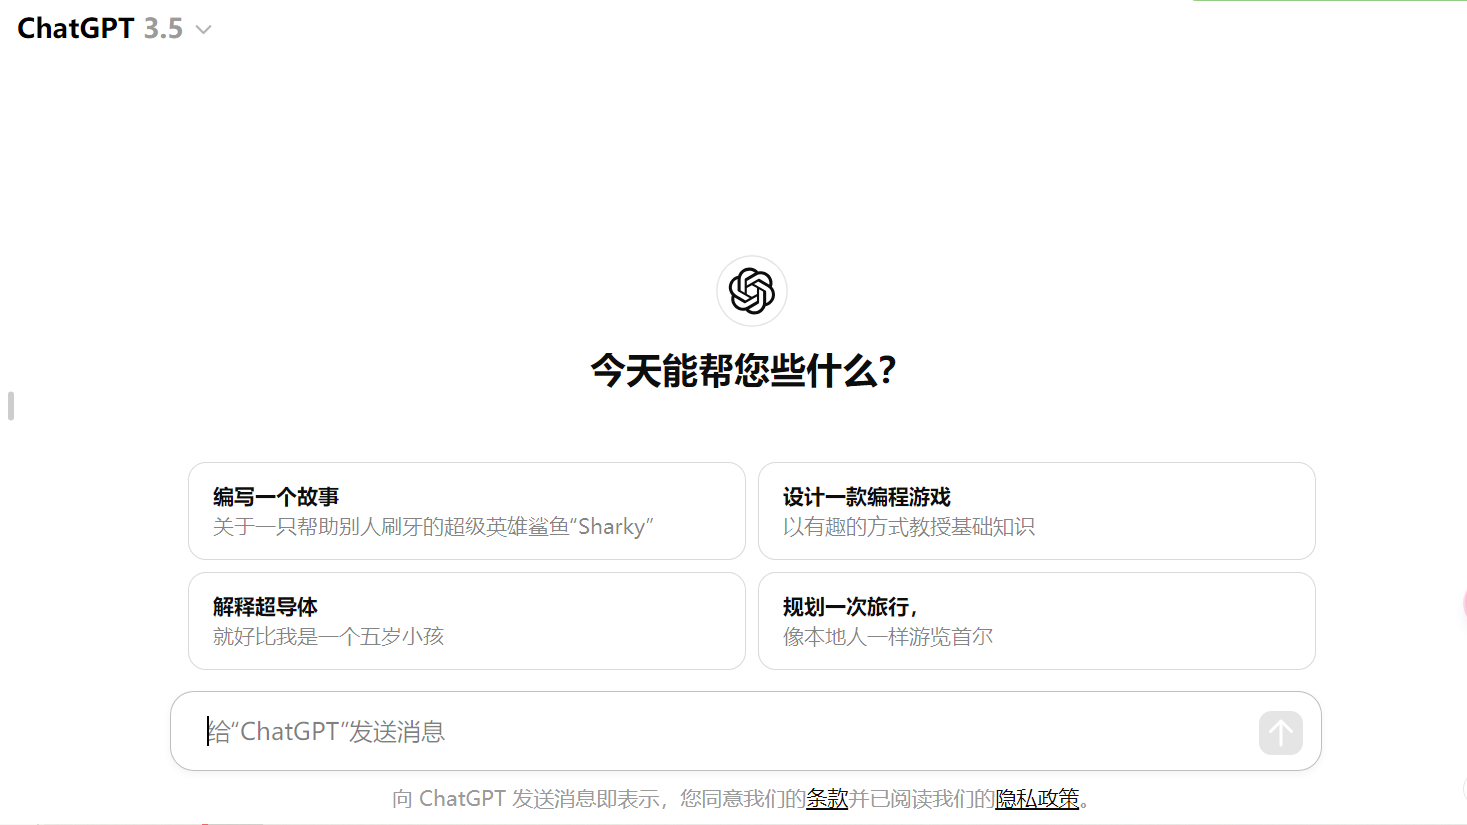 ChatGPT 3.5
今天能帮您些什么?
编写一个故事
关于一只帮助别人刷牙的超级英雄鲨鱼“Sharky”
设计一款编程游戏
以有趣的方式教授基础知识
解释超导体
就好比我是一个五岁小孩
规划一次旅行，
像本地人一样游览首尔
给“ChatGPT”发送消息
向 ChatGPT 发送消息即表示，您同意我们的条款并已阅读我们的隐私政策。